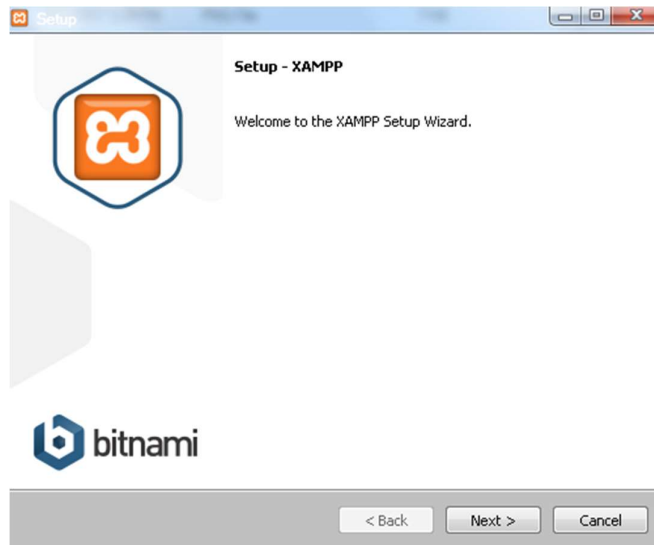 Setup
Setup - XAMPP
Welcome to the XAMPP Setup Wizard.
bitnami
< Back
Next >
Cancel